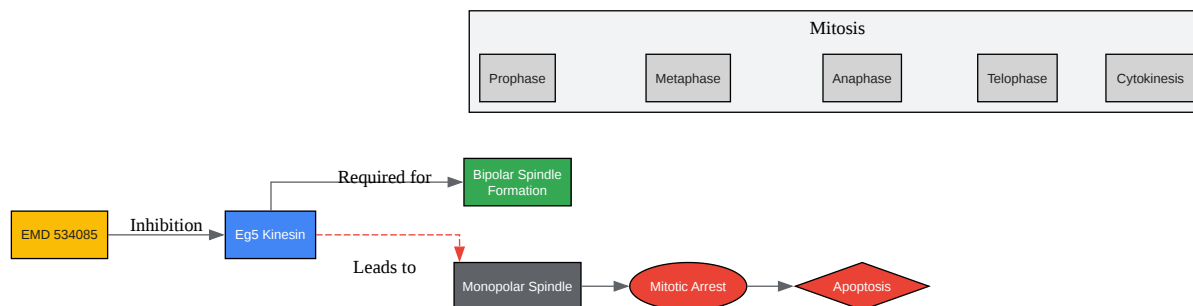 Mitosis
Prophase
Metaphase
Anaphase
Telophase
Cytokinesis
Required for
Bipolar Spindle
Formation
EMD 534085
Inhibition
Eg5 Kinesin
Leads to
Monopolar Spindle
Mitotic Arrest
Apoptosis